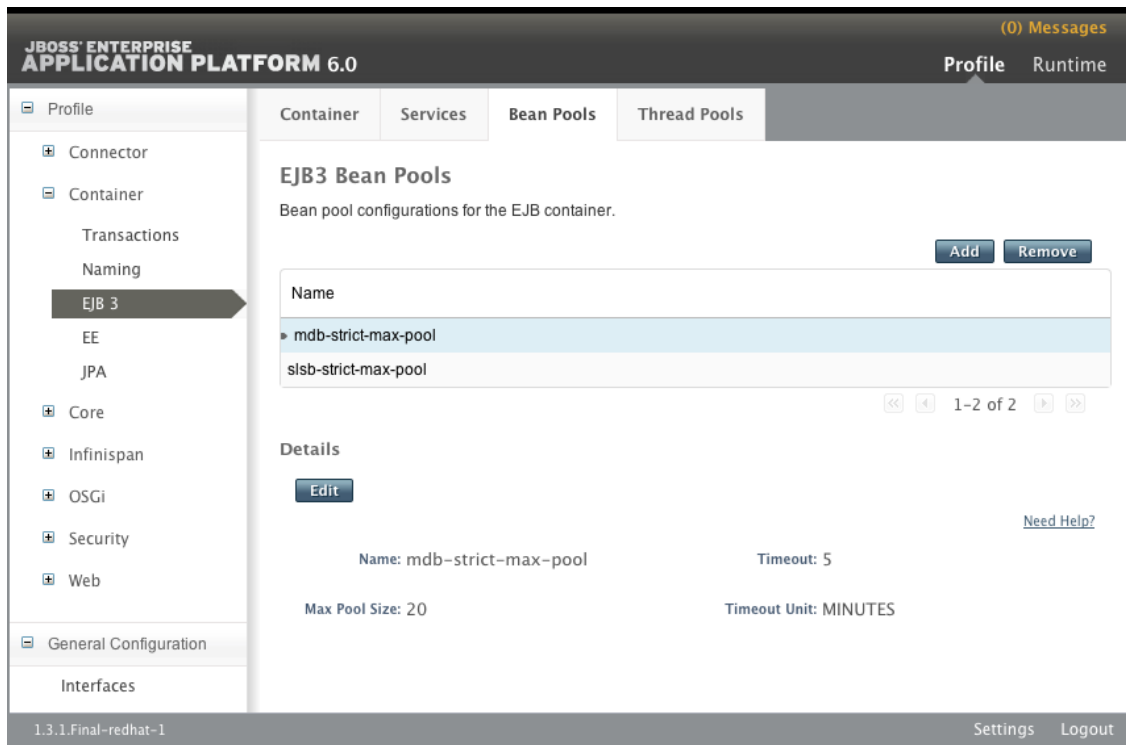 (0) Messages
JBOSS' ENTERPRISE
APPLICATION PLATFORM 6.0
Profile Runtime
Profile
Container Services Bean Pools Thread Pools
Connector
Container
Transactions
Naming
EJB 3
EE
JPA
Core
Infinispan
OSGi
Security
Web
General Configuration
Interfaces
EJB3 Bean Pools
Bean pool configurations for the EJB container.
Add Remove
Name
mdb-strict-max-pool
slsb-strict-max-pool
1-2 of 2
Details
Edit
Need Help?
Name: mdb-strict-max-pool Timeout: 5
Max Pool Size: 20 Timeout Unit: MINUTES
1.3.1.Final-redhat-1 Settings Logout